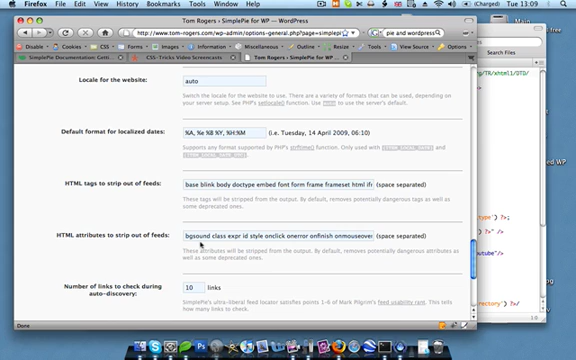 Firefox File Edit View History Bookmarks Tools Window Help (Charged) Tue 13:09
Tom Rogers › SimplePie for WP — WordPress
http://www.tom-rogers.com/wp-admin/options-general.php?page=simplepi
pie and wordpress
Disable Cookies CSS Forms Images Information Miscellaneous Outline Resize Tools View Source Options
SimplePie Documentation: Getti...
CSS-Tricks Video Screencasts
Tom Rogers › SimplePie for WP ...
Search Files
Locale for the website:
auto
Switch the locale for the website to use. There are a variety of formats that can be used, depending on
your server setup. See PHP's setlocale() function. Use to use the server's default.
Default format for localized dates:
%A, %e %B %Y, %H:%M
(i.e. Tuesday, 14 April 2009, 06:10)
Supports any format supported by PHP's strftime() function. Only used with and
HTML tags to strip out of feeds:
base blink body doctype embed font form frame frameset html ifr
(space separated)
These tags will be stripped from the output. By default, removes potentially dangerous tags as well as
some deprecated ones.
HTML attributes to strip out of feeds:
bgsound class expr id style onclick onerror onfinish onmouseover
(space separated)
These attributes will be stripped from the output. By default, removes potentially dangerous attributes as
well as some deprecated ones.
Number of links to check during
auto-discovery:
10
links
SimplePie's ultra-liberal feed locator satisfies points 1-6 of Mark Pilgrim's feed usability rant. This tells
how many links to check.
Done